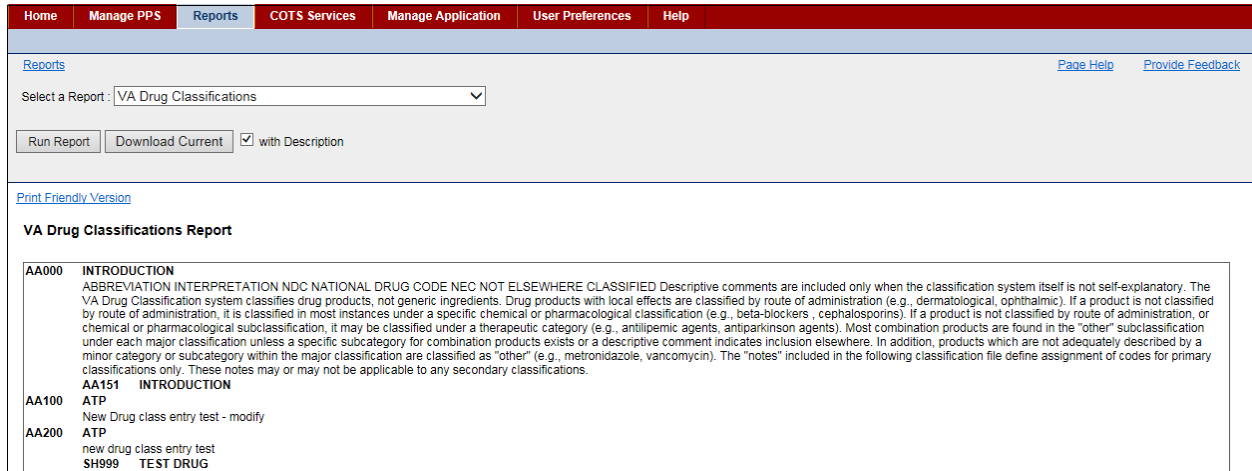 Home Manage PPS Reports COTS Services Manage Application User Preferences Help
Reports Page Help Provide Feedback
Select a Report : VA Drug Classifications
Run Report Download Current with Description
Print Friendly Version
VA Drug Classifications Report
AA000 INTRODUCTION
ABBREVIATION INTERPRETATION NDC NATIONAL DRUG CODE NEC NOT ELSEWHERE CLASSIFIED Descriptive comments are included only when the classification system itself is not self-explanatory. The
VA Drug Classification system classifies drug products, not generic ingredients. Drug products with local effects are classified by route of administration (e.g., dermatological, ophthalmic). If a product is not classified
by route of administration, it is classified in most instances under a specific chemical or pharmacological classification (e.g., beta-blockers , cephalosporins). If a product is not classified by route of administration, or
chemical or pharmacological subclassification, it may be classified under a therapeutic category (e.g., antilipemic agents, antiparkinson agents). Most combination products are found in the "other" subclassification
under each major classification unless a specific subcategory for combination products exists or a descriptive comment indicates inclusion elsewhere. In addition, products which are not adequately described by a
minor category or subcategory within the major classification are classified as "other" (e.g., metronidazole, vancomycin). The "notes" included in the following classification file define assignment of codes for primary
classifications only. These notes may or may not be applicable to any secondary classifications.
AA151 INTRODUCTION
AA100 ATP
New Drug class entry test - modify
AA200 ATP
new drug class entry test
SH999 TEST DRUG